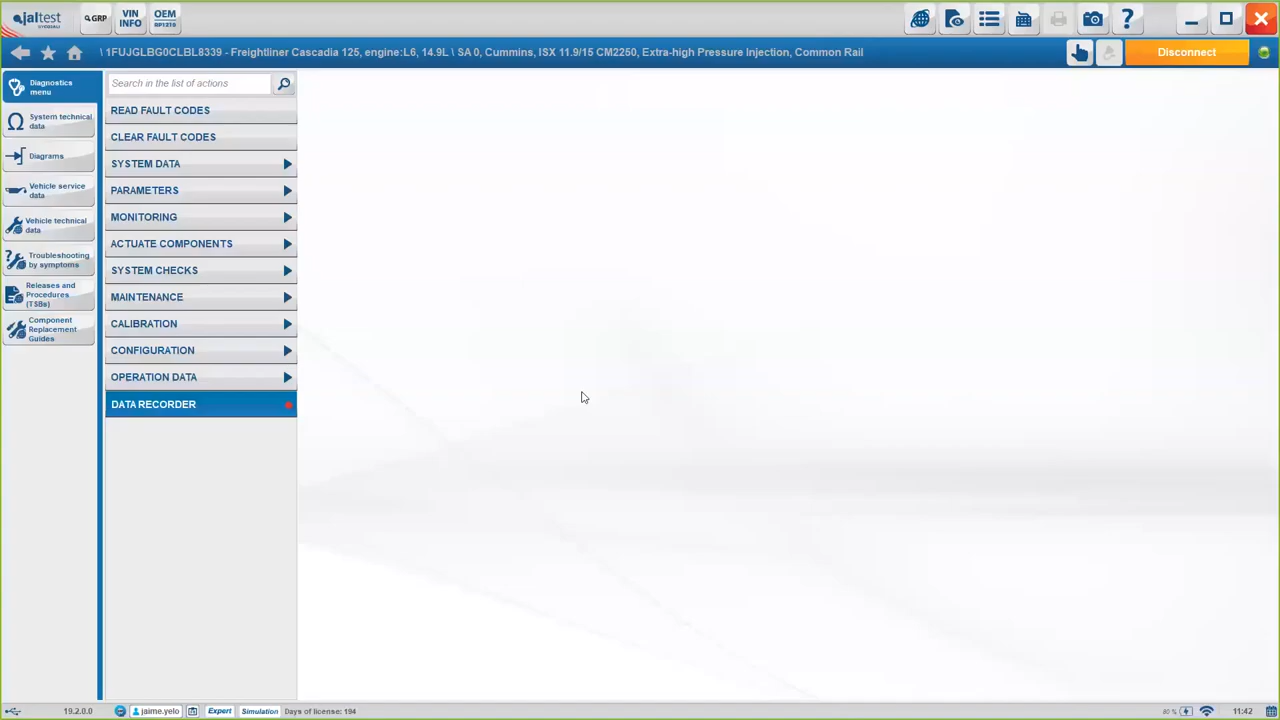 jaltest
GRP
VIN
INFO
OEM
RP1210
\ 1FUJGLBG0CLBL8339 - Freightliner Cascadia 125, engine:L6, 14.9L \ SA 0, Cummins, ISX 11.9/15 CM2250, Extra-high Pressure Injection, Common Rail
Disconnect
Diagnostics
menu
System technical
data
Diagrams
Vehicle service
data
Vehicle technical
data
Troubleshooting
by symptoms
Releases and
Procedures
(TSBs)
Component
Replacement
Guides
Search in the list of actions
READ FAULT CODES
CLEAR FAULT CODES
SYSTEM DATA
PARAMETERS
MONITORING
ACTUATE COMPONENTS
SYSTEM CHECKS
MAINTENANCE
CALIBRATION
CONFIGURATION
OPERATION DATA
DATA RECORDER
19.2.0.0
jaime.yelo
Expert
Simulation
Days of license: 194
80 %
11:42